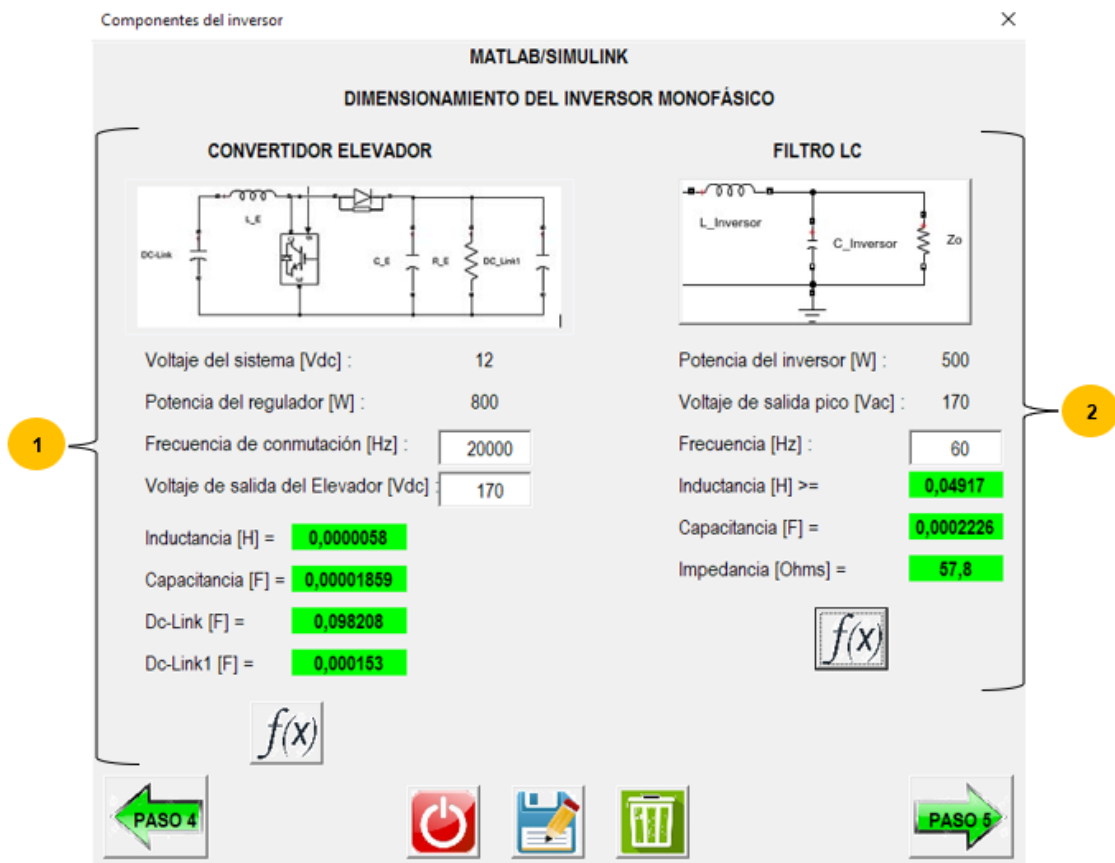 Componentes del inversor
MATLAB/SIMULINK
DIMENSIONAMIENTO DEL INVERSOR MONOFÁSICO
CONVERTIDOR ELEVADOR
L_E
DC-Link
C_E
R_E
DC_Link1
Voltaje del sistema [Vdc] : 12
Potencia del regulador [W] : 800
Frecuencia de conmutación [Hz] : 20000
Voltaje de salida del Elevador [Vdc] : 170
Inductancia [H] = 0,0000058
Capacitancia [F] = 0,00001859
Dc-Link [F] = 0,098208
Dc-Link1 [F] = 0,000153
f(x)
1
FILTRO LC
L_Inversor
C_Inversor
Zo
Potencia del inversor [W] : 500
Voltaje de salida pico [Vac] : 170
Frecuencia [Hz] : 60
Inductancia [H] >= 0,04917
Capacitancia [F] = 0,0002226
Impedancia [Ohms] = 57,8
f(x)
2
PASO 4
PASO 5